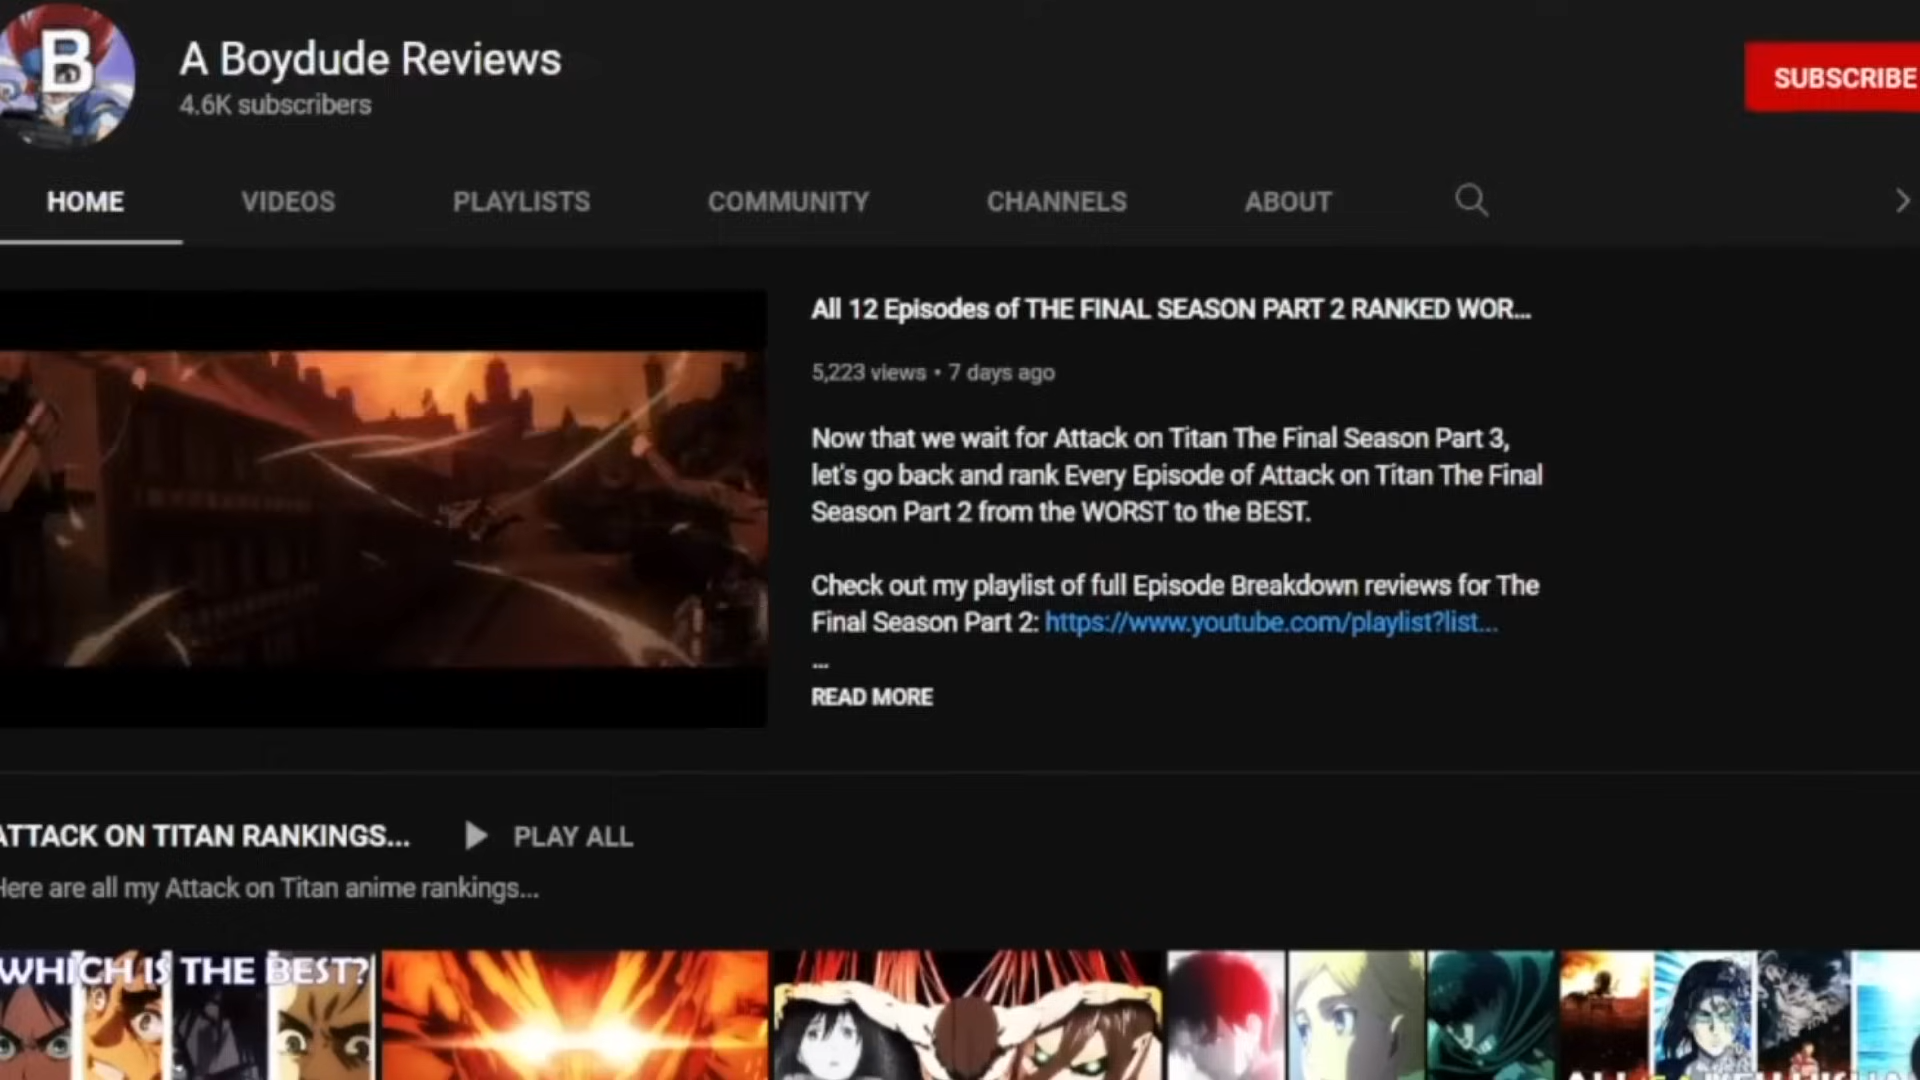 B
A Boydude Reviews
4.6K subscribers
SUBSCRIBE
HOME VIDEOS PLAYLISTS COMMUNITY CHANNELS ABOUT
All 12 Episodes of THE FINAL SEASON PART 2 RANKED WOR...
5,223 views • 7 days ago
Now that we wait for Attack on Titan The Final Season Part 3,
let's go back and rank Every Episode of Attack on Titan The Final
Season Part 2 from the WORST to the BEST.
Check out my playlist of full Episode Breakdown reviews for The
Final Season Part 2: https://www.youtube.com/playlist?list...
...
READ MORE
ATTACK ON TITAN RANKINGS... PLAY ALL
Here are all my Attack on Titan anime rankings...
WHICH IS THE BEST?